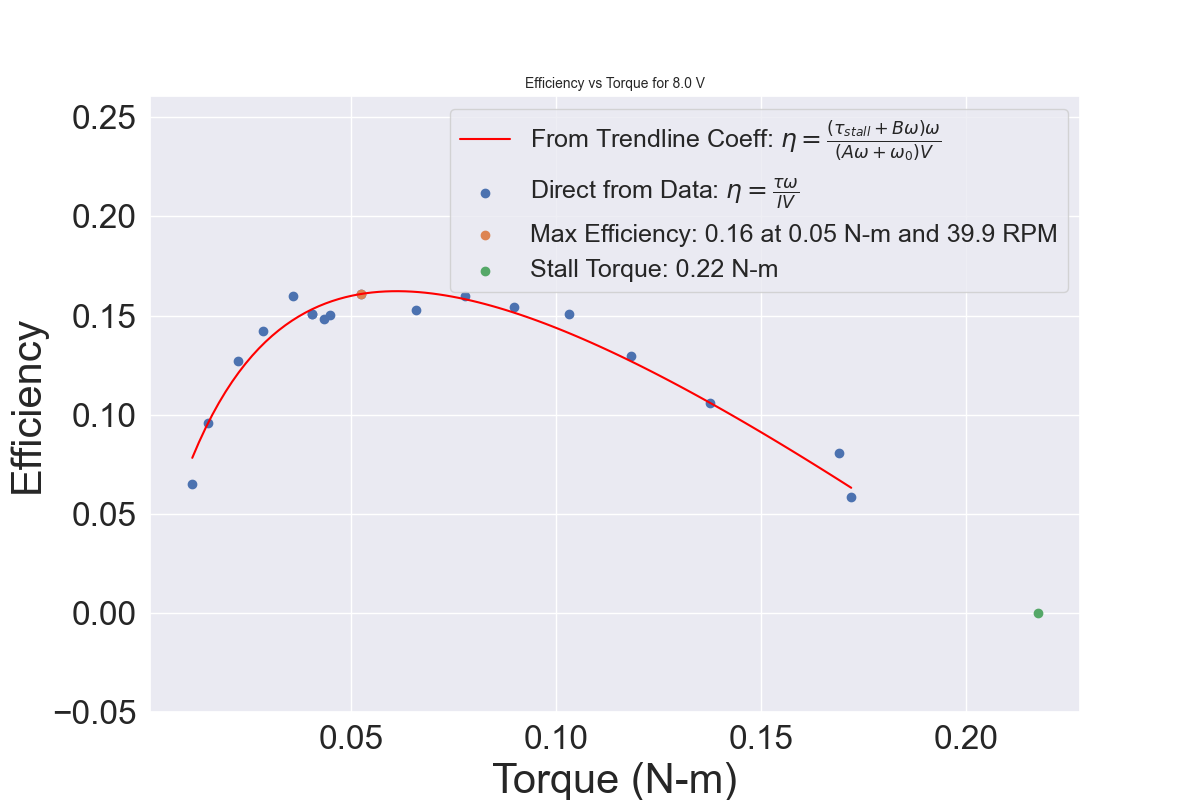 Efficiency vs Torque for 8.0 V
0.25
0.20
0.15
0.10
0.05
0.00
−0.05
Efficiency
From Trendline Coeff: η = (τ_stall + Bω)ω / (Aω + ω₀)V
Direct from Data: η = τω / IV
Max Efficiency: 0.16 at 0.05 N-m and 39.9 RPM
Stall Torque: 0.22 N-m
0.05 0.10 0.15 0.20
Torque (N-m)